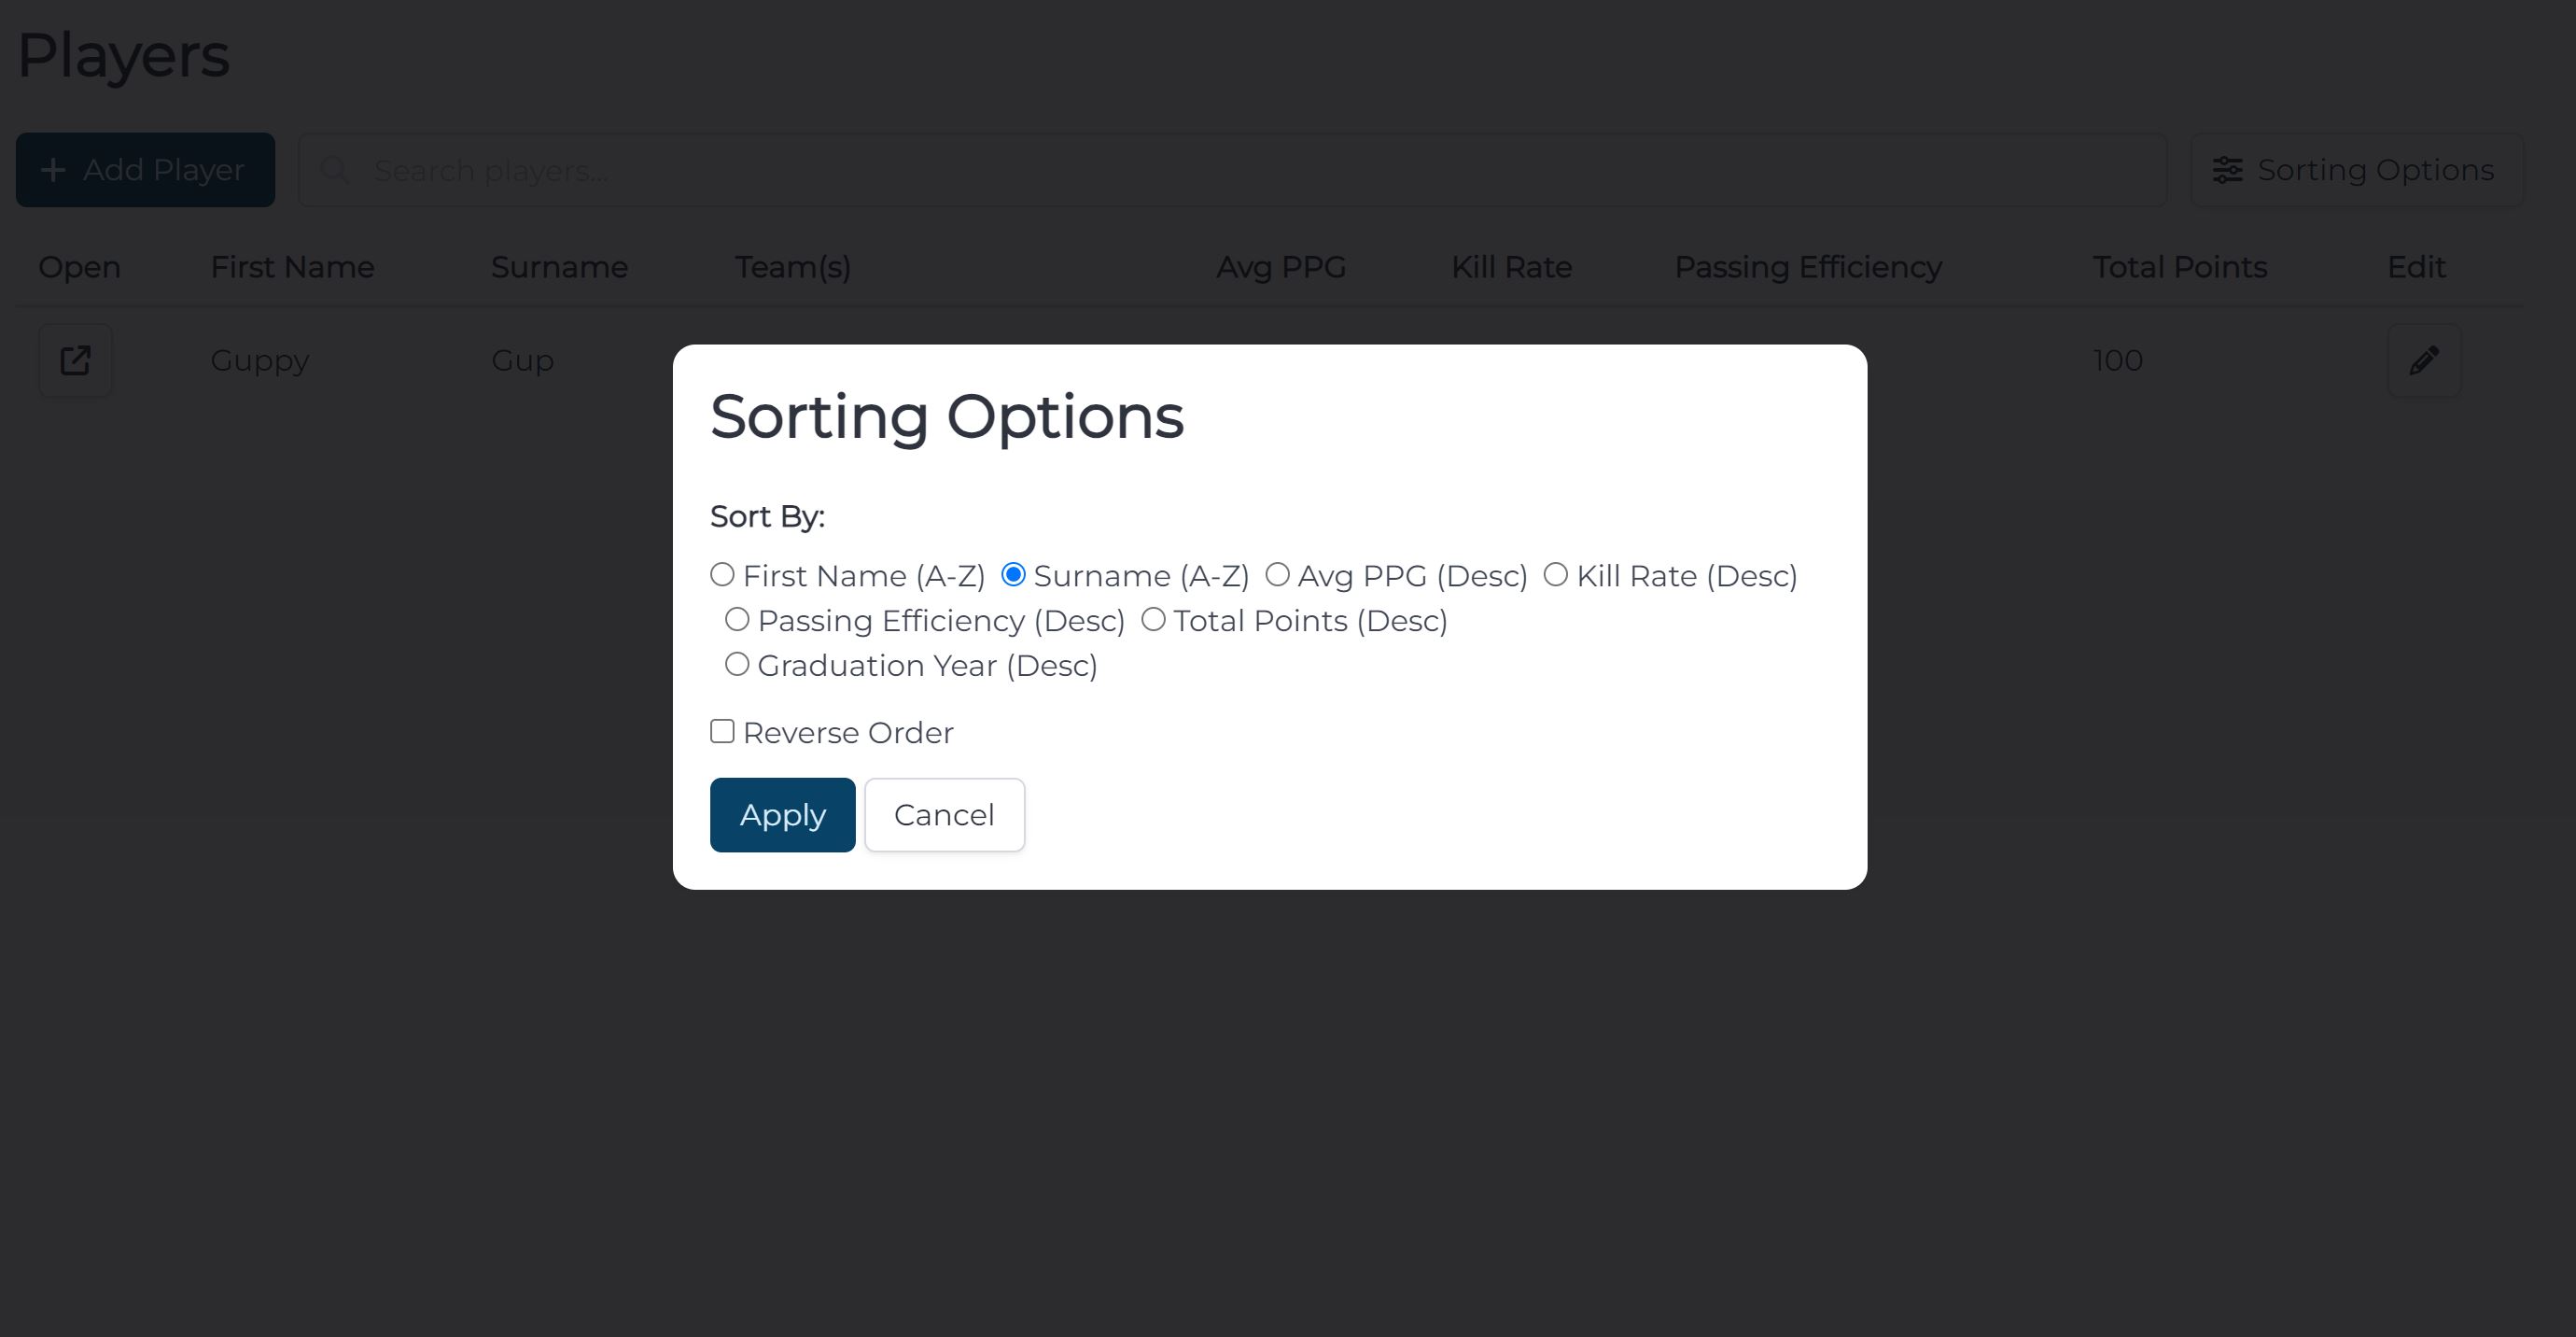 Players
Add Player Search players... Sorting Options
Open First Name Surname Team(s) Avg PPG Kill Rate Passing Efficiency Total Points Edit
Guppy Gup 100
Sorting Options
Sort By:
First Name (A-Z) Surname (A-Z) Avg PPG (Desc) Kill Rate (Desc)
Passing Efficiency (Desc) Total Points (Desc)
Graduation Year (Desc)
Reverse Order
Apply Cancel